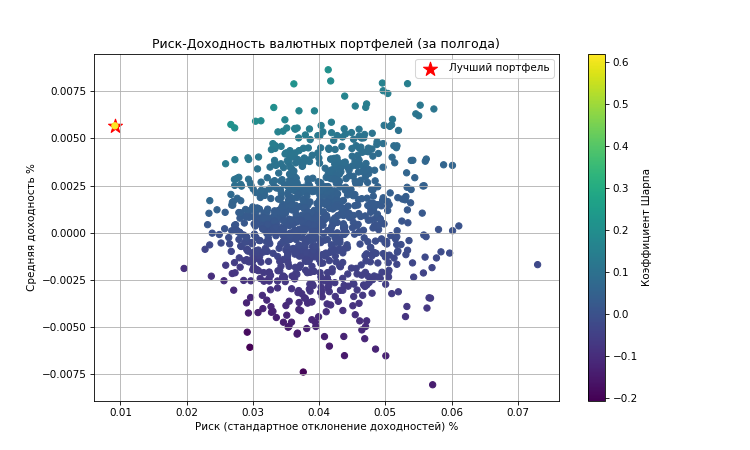 Риск-Доходность валютных портфелей (за полгода)
Лучший портфель
Средняя доходность %
0.0075
0.0050
0.0025
0.0000
−0.0025
−0.0050
−0.0075
0.01 0.02 0.03 0.04 0.05 0.06 0.07
Риск (стандартное отклонение доходностей) %
0.6
0.5
0.4
0.3
0.2
0.1
0.0
−0.1
−0.2
Коэффициент Шарпа